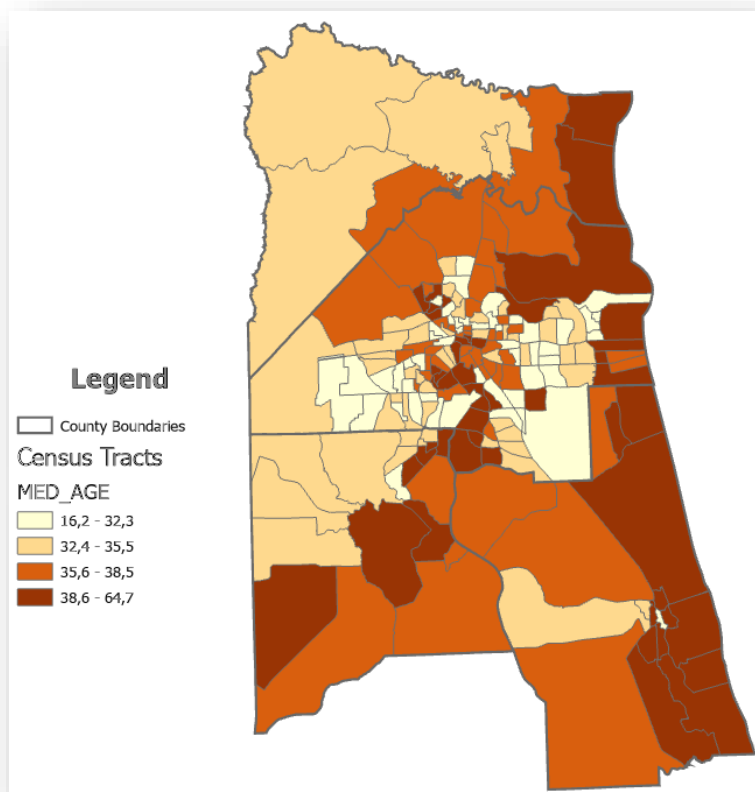 Legend
County Boundaries
Census Tracts
MED_AGE
16,2 - 32,3
32,4 - 35,5
35,6 - 38,5
38,6 - 64,7